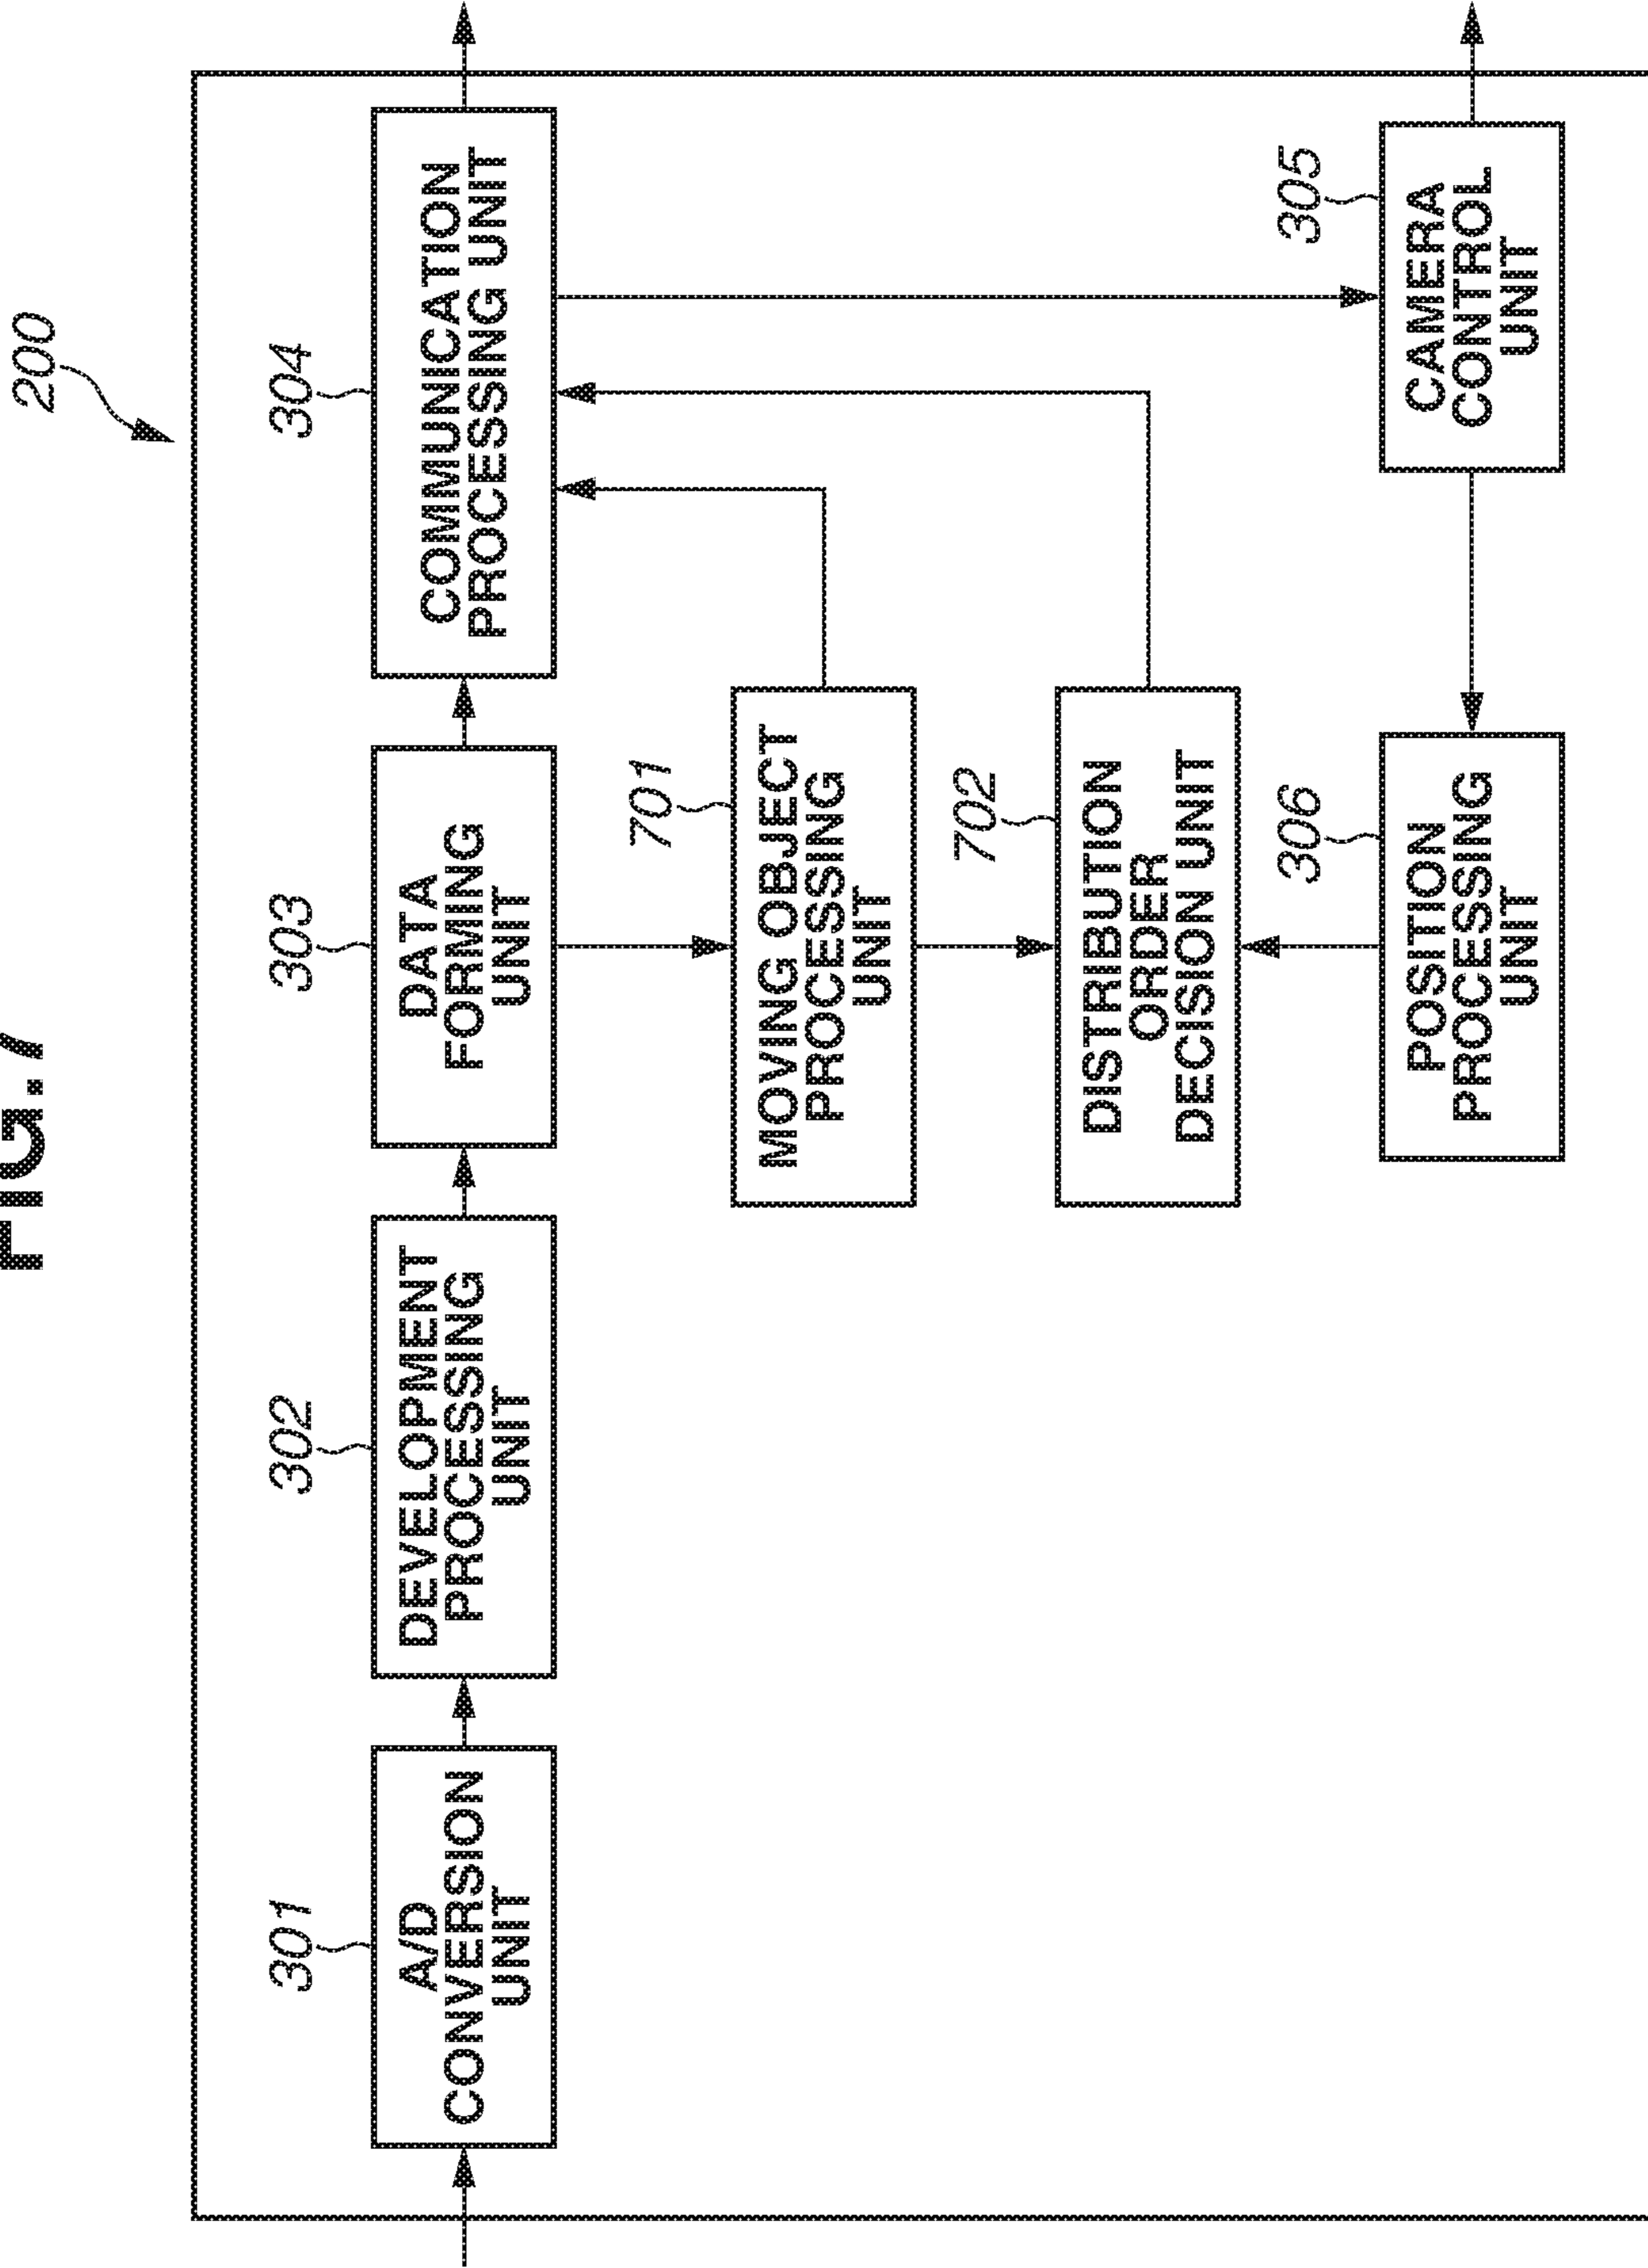 FIG.7
200
301
A/D
CONVERSION
UNIT
302
DEVELOPMENT
PROCESSING
UNIT
303
DATA
FORMING
UNIT
304
COMMUNICATION
PROCESSING UNIT
701
MOVING OBJECT
PROCESSING
UNIT
702
DISTRIBUTION
ORDER
DECISION UNIT
306
POSITION
PROCESSING
UNIT
305
CAMERA
CONTROL
UNIT